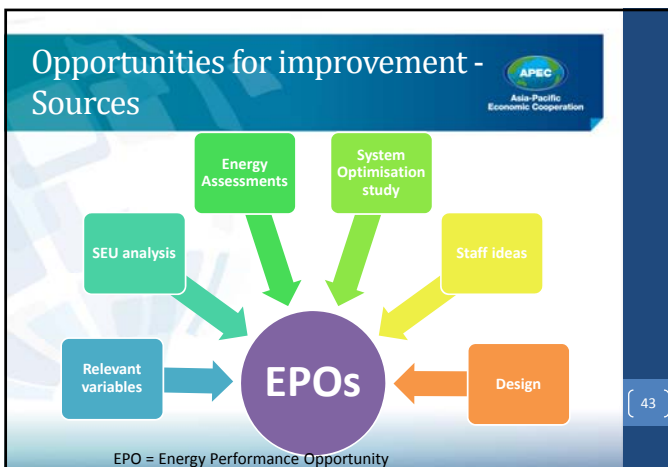 Opportunities for improvement -
Sources
APEC
Asia-Pacific
Economic Cooperation
Energy
Assessments
System
Optimisation
study
SEU analysis
Staff ideas
Relevant
variables
EPOs
Design
43
EPO = Energy Performance Opportunity